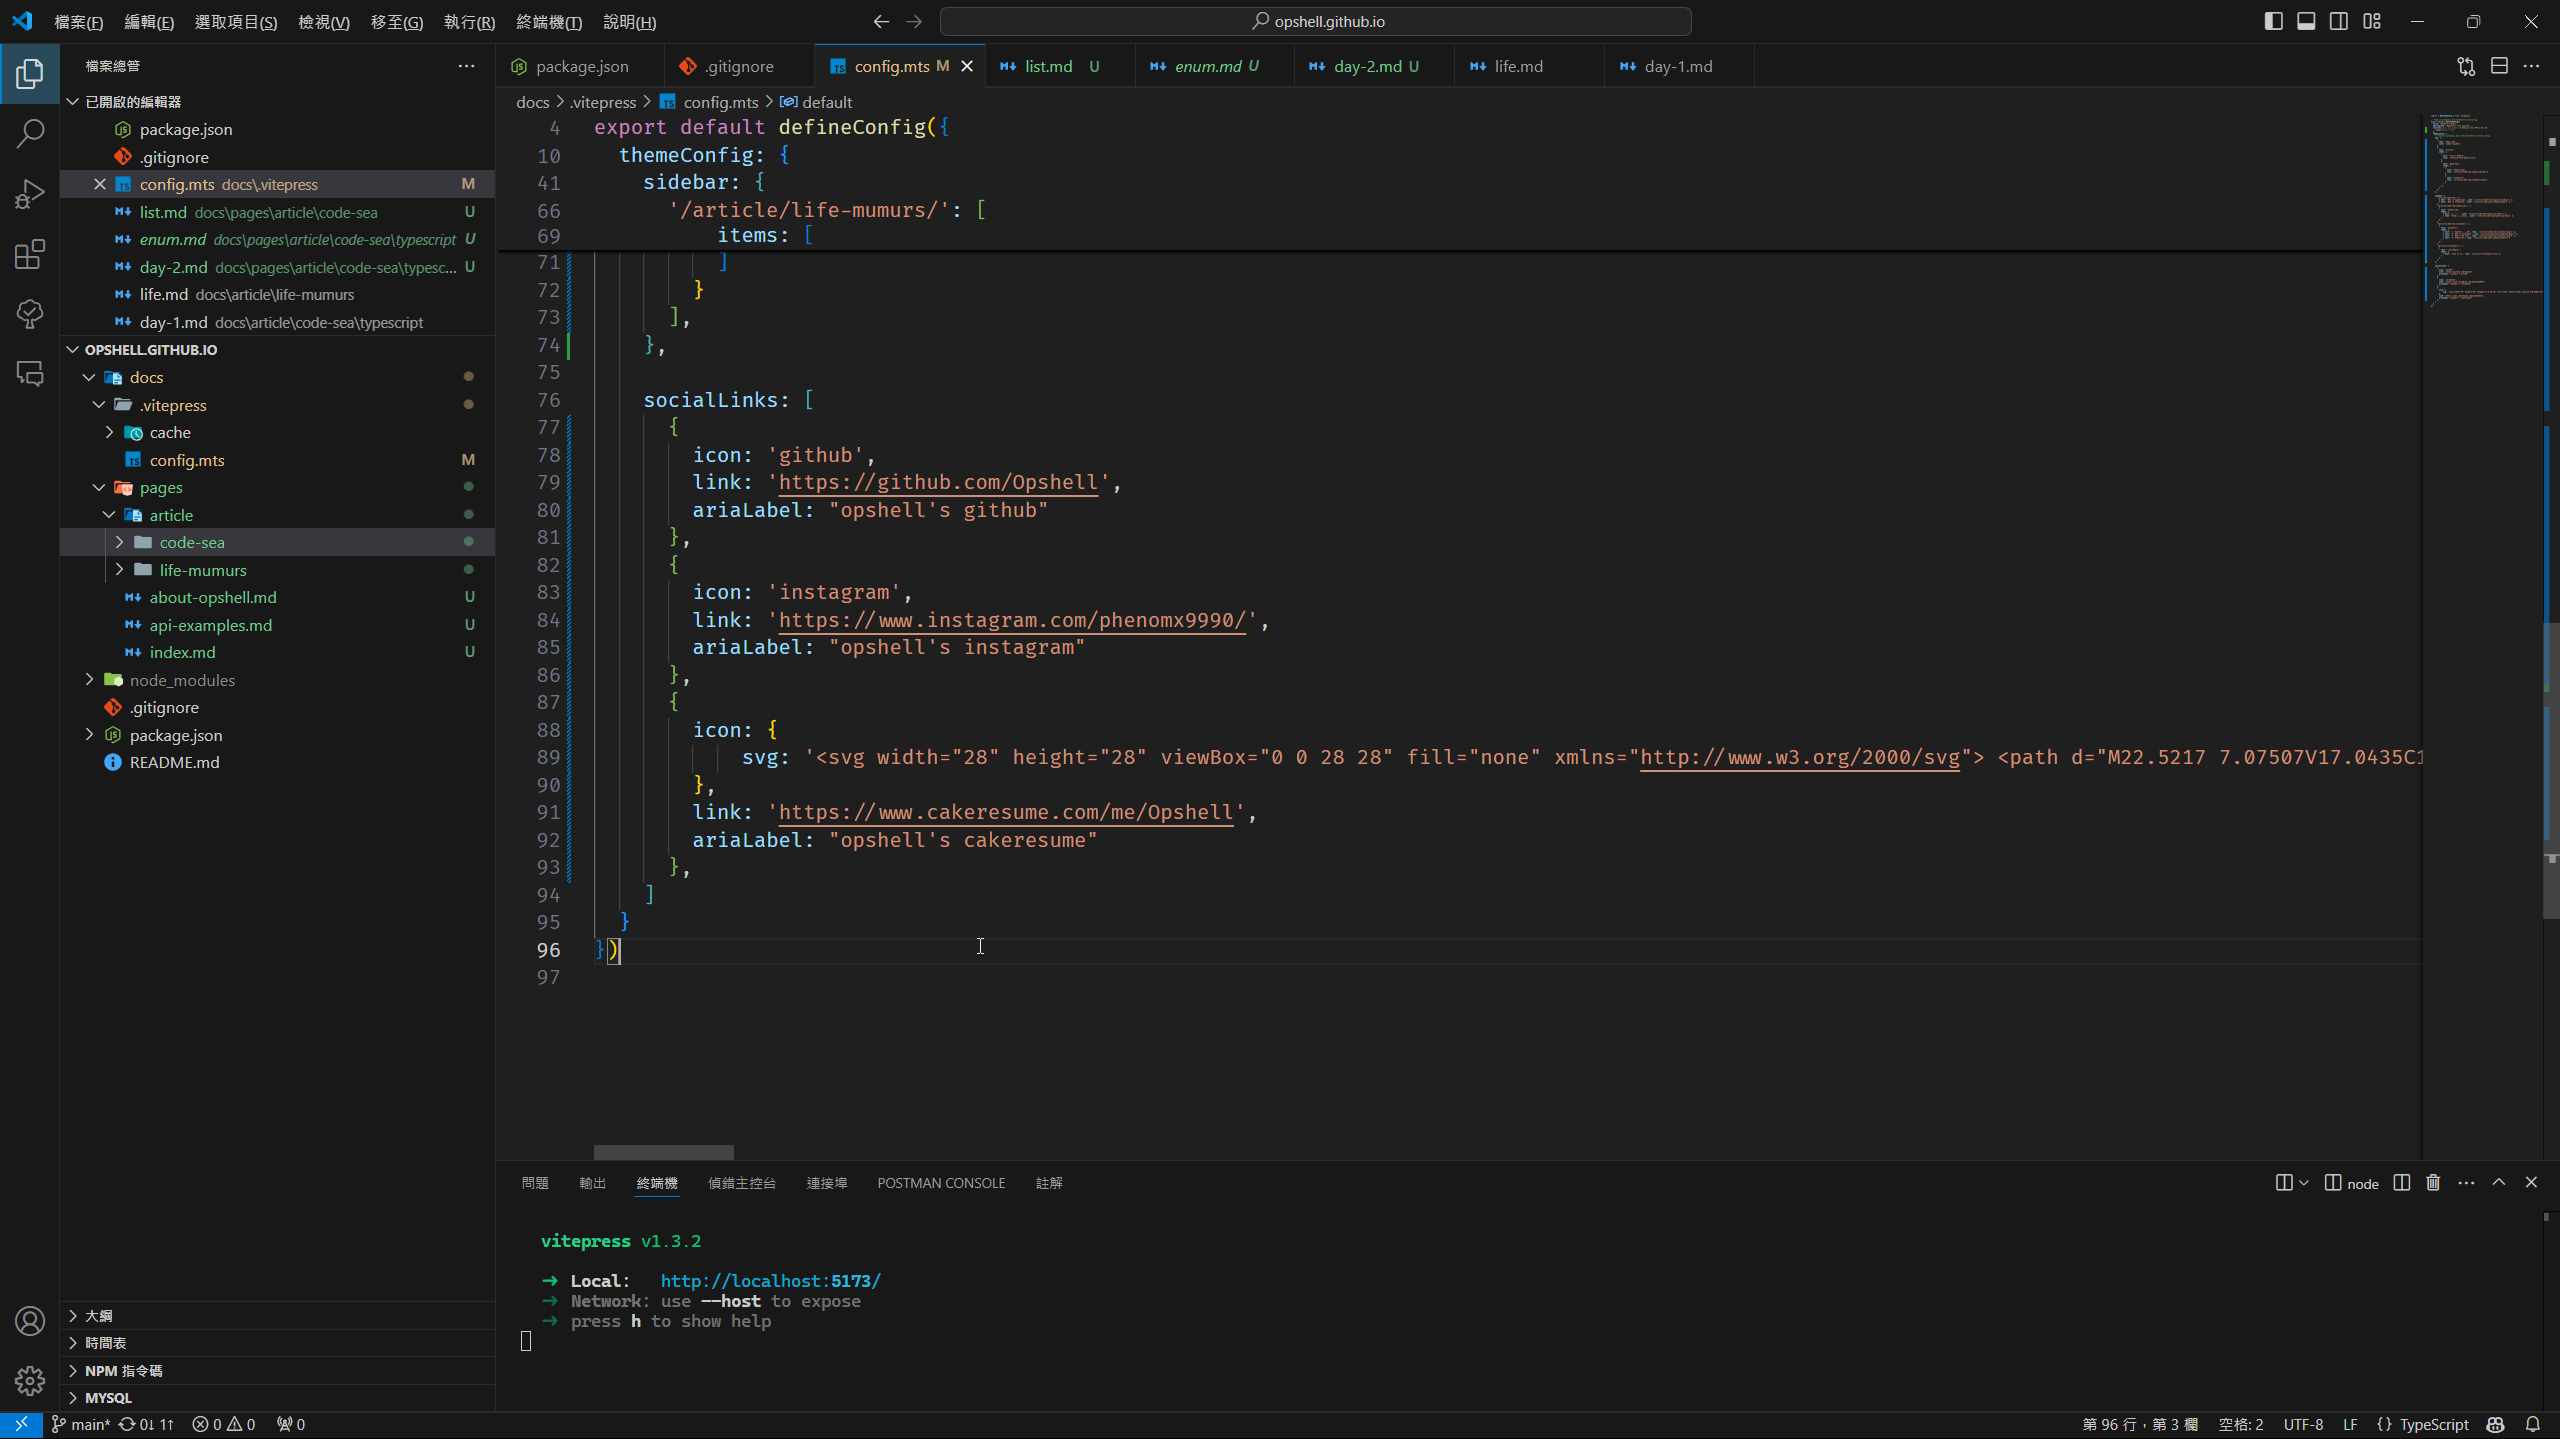 檔案(F) 編輯(E) 選取項目(S) 檢視(V) 移至(G) 執行(R) 終端機(T) 說明(H)
opshell.github.io
檔案總管
已開啟的編輯器
package.json
.gitignore
config.mts docs\.vitepress M
list.md docs\pages\article\code-sea U
enum.md docs\pages\article\code-sea\typescript U
day-2.md docs\pages\article\code-sea\typesc... U
life.md docs\article\life-mumurs
day-1.md docs\article\code-sea\typescript
OPSHELL.GITHUB.IO
docs
.vitepress
cache
config.mts M
pages
article
code-sea
life-mumurs
about-opshell.md U
api-examples.md U
index.md U
node_modules
.gitignore
package.json
README.md
大綱
時間表
NPM 指令碼
MYSQL
package.json .gitignore config.mts M list.md U enum.md U day-2.md U life.md day-1.md
docs > .vitepress > config.mts > default
4 export default defineConfig({
10 themeConfig: {
41 sidebar: {
66 '/article/life-mumurs/': [
69 items: [
71 ]
72 }
73 ],
74 },
75
76 socialLinks: [
77 {
78 icon: 'github',
79 link: 'https://github.com/Opshell',
80 ariaLabel: "opshell's github"
81 },
82 {
83 icon: 'instagram',
84 link: 'https://www.instagram.com/phenomx9990/',
85 ariaLabel: "opshell's instagram"
86 },
87 {
88 icon: {
89 svg: '<svg width="28" height="28" viewBox="0 0 28 28" fill="none" xmlns="http://www.w3.org/2000/svg"> <path d="M22.5217 7.07507V17.0435C1
90 },
91 link: 'https://www.cakeresume.com/me/Opshell',
92 ariaLabel: "opshell's cakeresume"
93 },
94 ]
95 }
96 })
97
問題 輸出 終端機 偵錯主控台 連接埠 POSTMAN CONSOLE 註解
node
vitepress v1.3.2
➜ Local: http://localhost:5173/
➜ Network: use --host to expose
➜ press h to show help
main* 0↓ 1↑ 0 0 0
第 96 行，第 3 欄 空格: 2 UTF-8 LF {} TypeScript